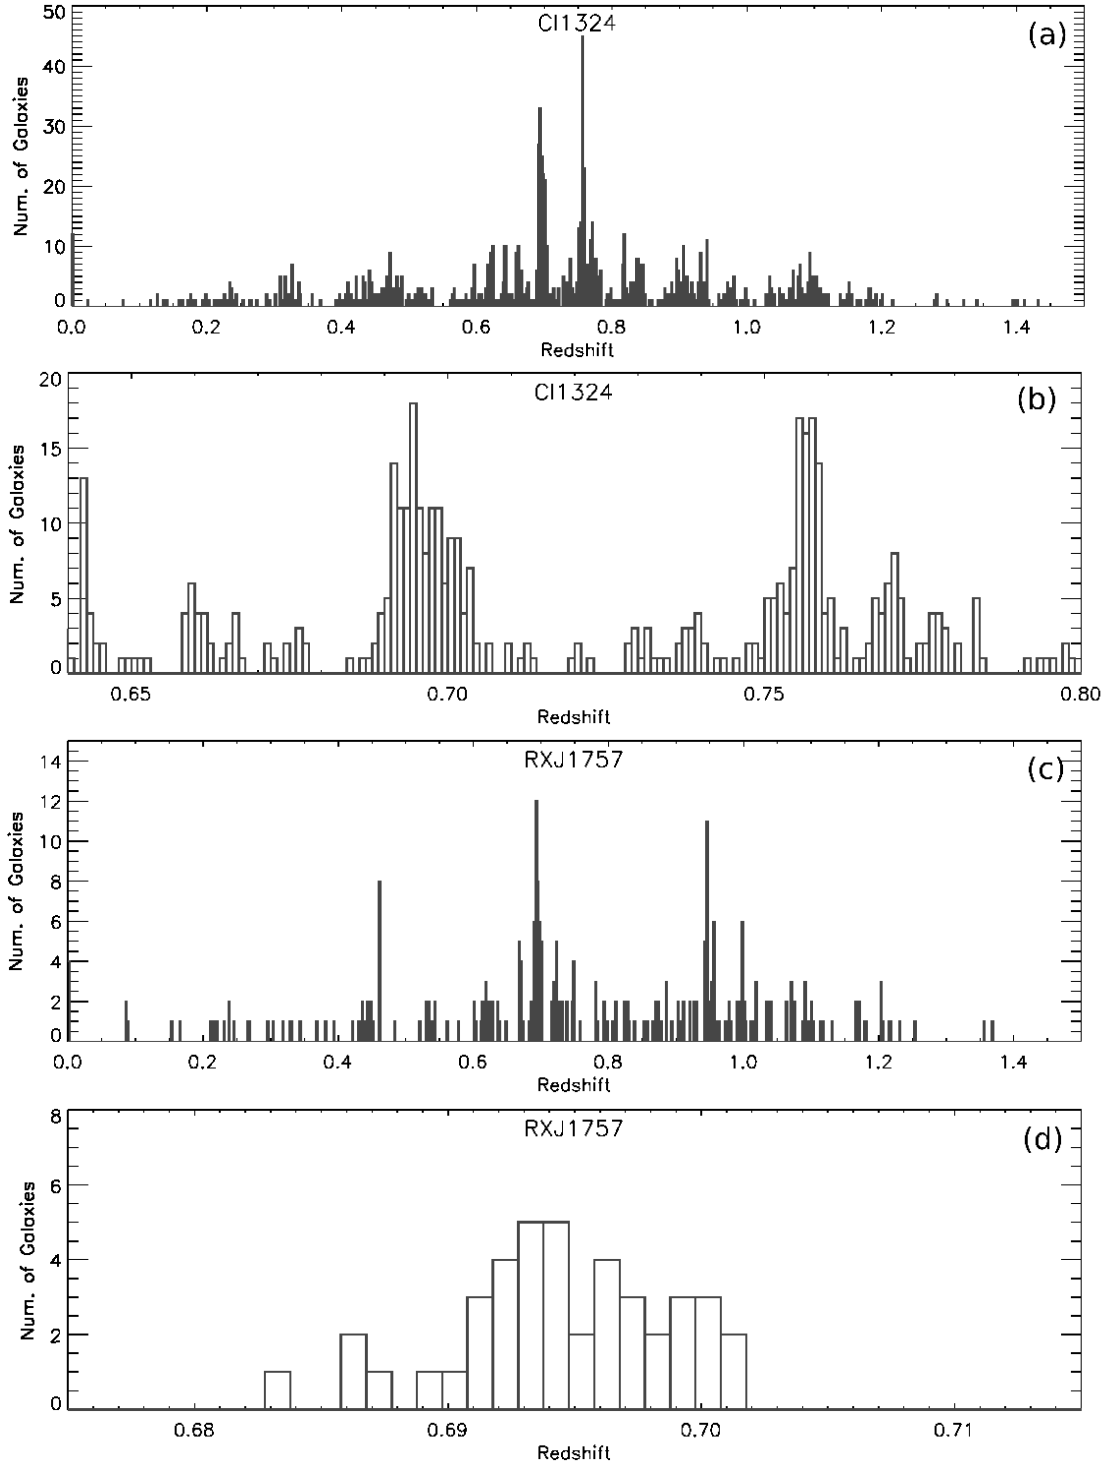 Cl1324
(a)
50
40
30
20
10
0
Num. of Galaxies
0.0 0.2 0.4 0.6 0.8 1.0 1.2 1.4
Redshift
Cl1324
(b)
20
15
10
5
0
Num. of Galaxies
0.65 0.70 0.75 0.80
Redshift
RXJ1757
(c)
14
12
10
8
6
4
2
0
Num. of Galaxies
0.0 0.2 0.4 0.6 0.8 1.0 1.2 1.4
Redshift
RXJ1757
(d)
8
6
4
2
0
Num. of Galaxies
0.68 0.69 0.70 0.71
Redshift